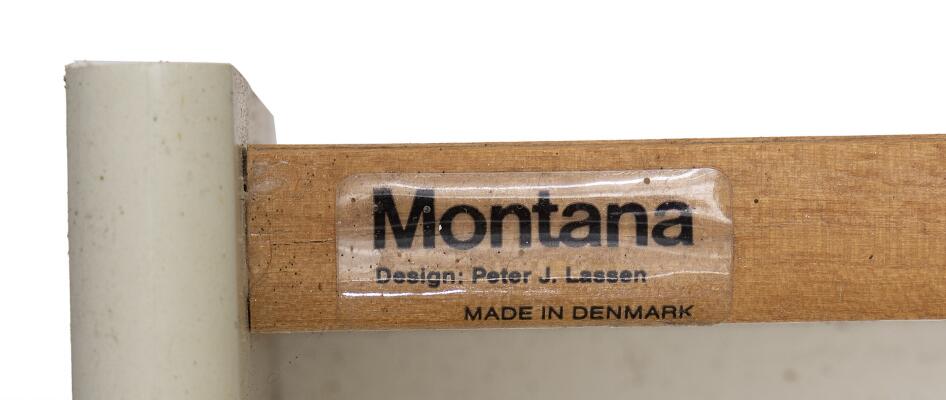 Montana
Design: Peter J. Lassen
MADE IN DENMARK